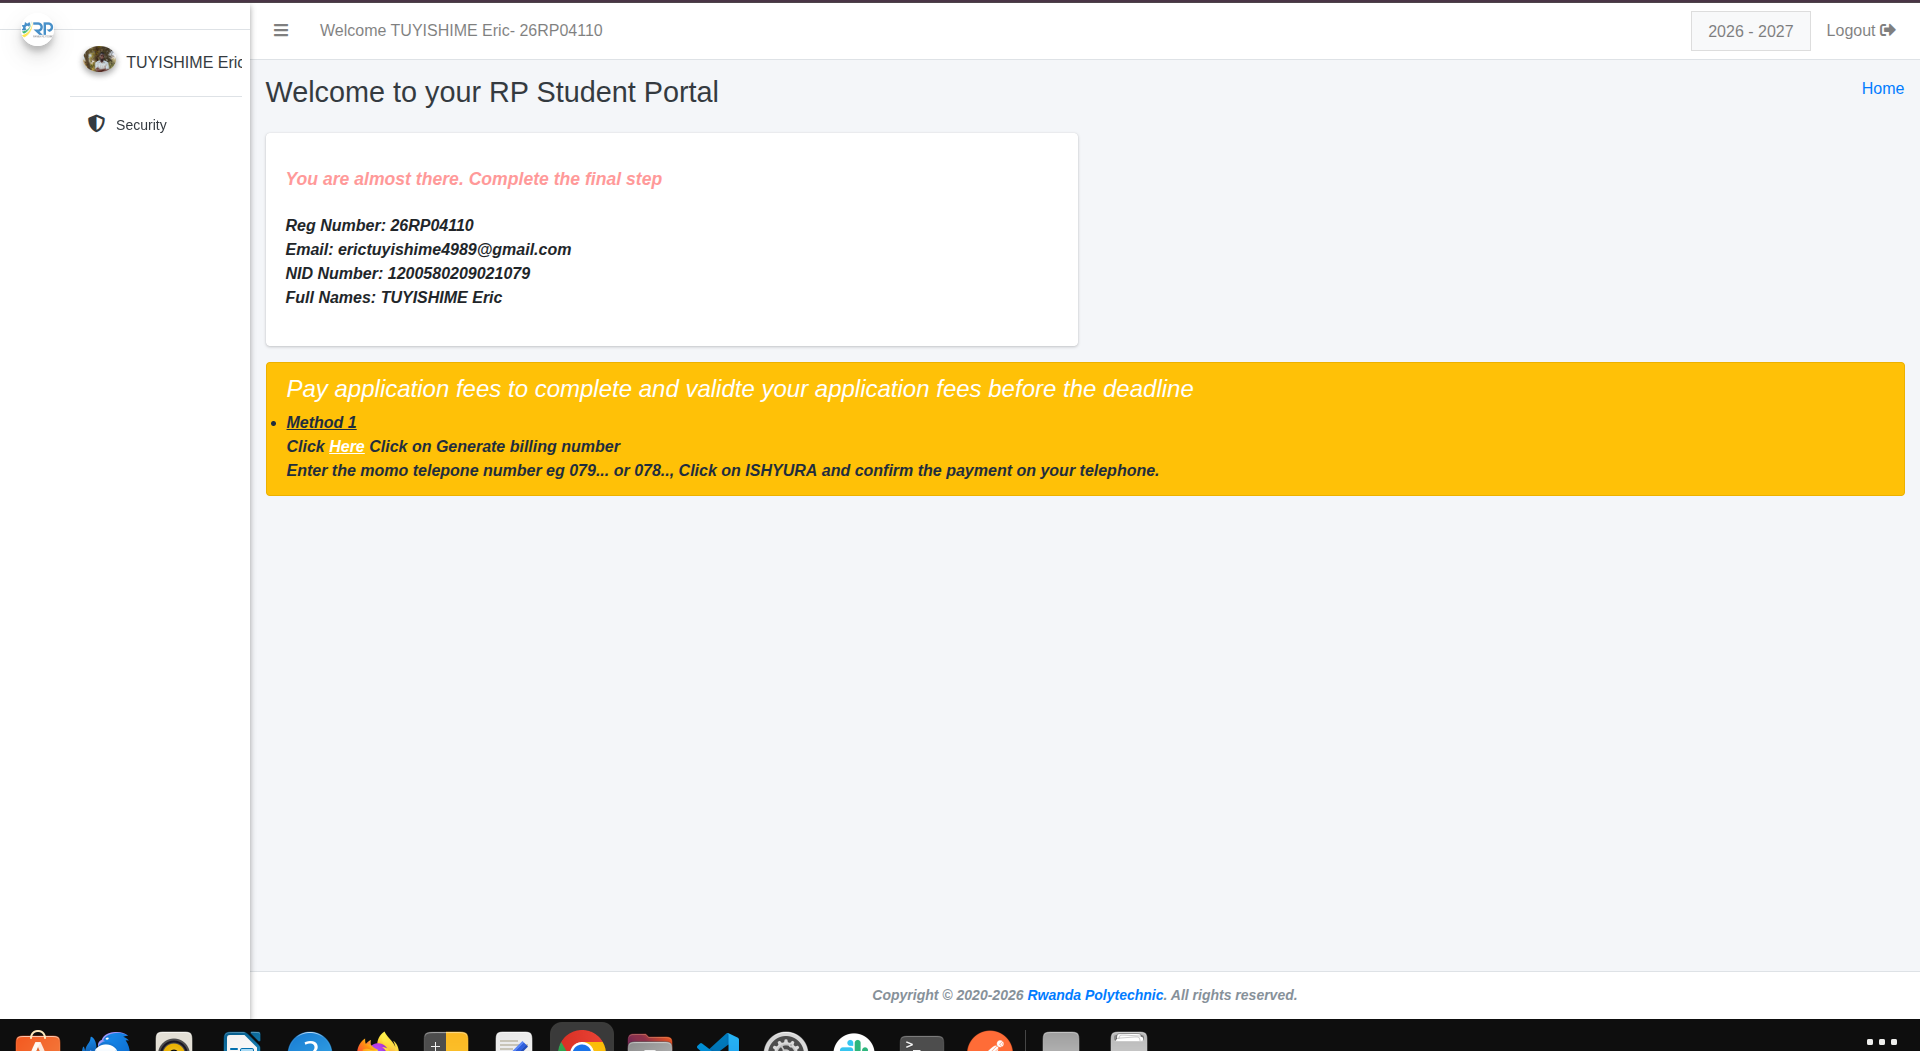 RP
Welcome TUYISHIME Eric- 26RP04110
2026 - 2027
Logout
TUYISHIME Eric
Security
Welcome to your RP Student Portal
Home
You are almost there. Complete the final step
Reg Number: 26RP04110
Email: erictuyishime4989@gmail.com
NID Number: 1200580209021079
Full Names: TUYISHIME Eric
Pay application fees to complete and validte your application fees before the deadline
• Method 1
Click Here Click on Generate billing number
Enter the momo telepone number eg 079... or 078.., Click on ISHYURA and confirm the payment on your telephone.
Copyright © 2020-2026 Rwanda Polytechnic. All rights reserved.